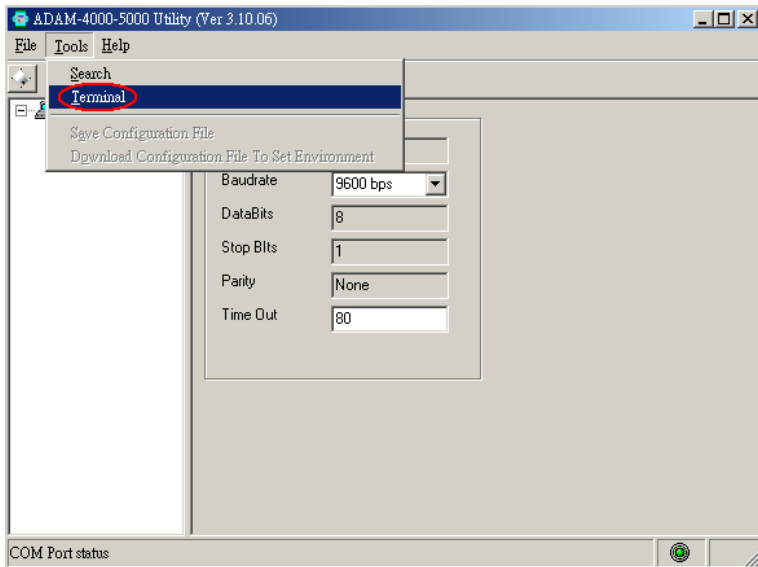 ADAM-4000-5000 Utility (Ver 3.10.06)
File Tools Help
Search
Terminal
Save Configuration File
Download Configuration File To Set Environment
Baudrate 9600 bps
DataBits 8
Stop BIts 1
Parity None
Time Out 80
COM Port status